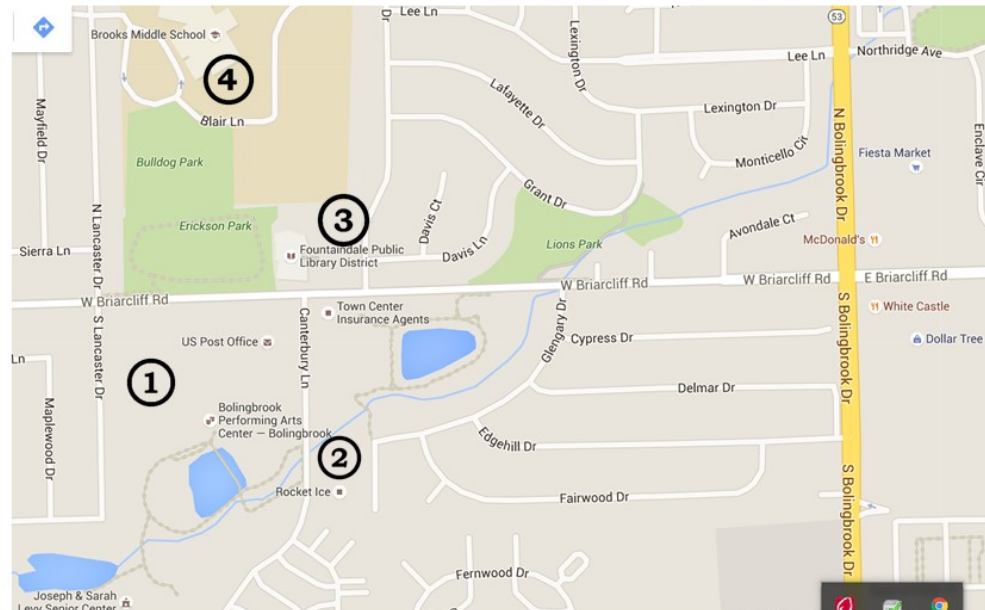 Lee Ln
53
Brooks Middle School
Lexington Dr
Lee Ln
Northridge Ave
4
Mayfield Dr
Lafayette Dr
Lexington Dr
Blair Ln
N Bolingbrook Dr
Enclave Cir
Monticello Cir
Fiesta Market
Bulldog Park
Grant Dr
N Lancaster Dr
3
Erickson Park
Davis Ct
Avondale Ct
Sierra Ln
Fountaindale Public
Library District
Davis Ln
Lions Park
McDonald's
W Briarcliff Rd
W Briarcliff Rd
W Briarcliff Rd
E Briarcliff Rd
Town Center
Insurance Agents
White Castle
S Lancaster Dr
Canterbury Ln
Glengary Dr
S Bolingbrook Dr
US Post Office
Cypress Dr
Dollar Tree
Ln
1
Delmar Dr
Maplewood Dr
Bolingbrook
Performing Arts
Center — Bolingbrook
Edgehill Dr
2
Rocket Ice
Fairwood Dr
S Bolingbrook Dr
Fernwood Dr
Joseph & Sarah
Levy Senior Center
Dr